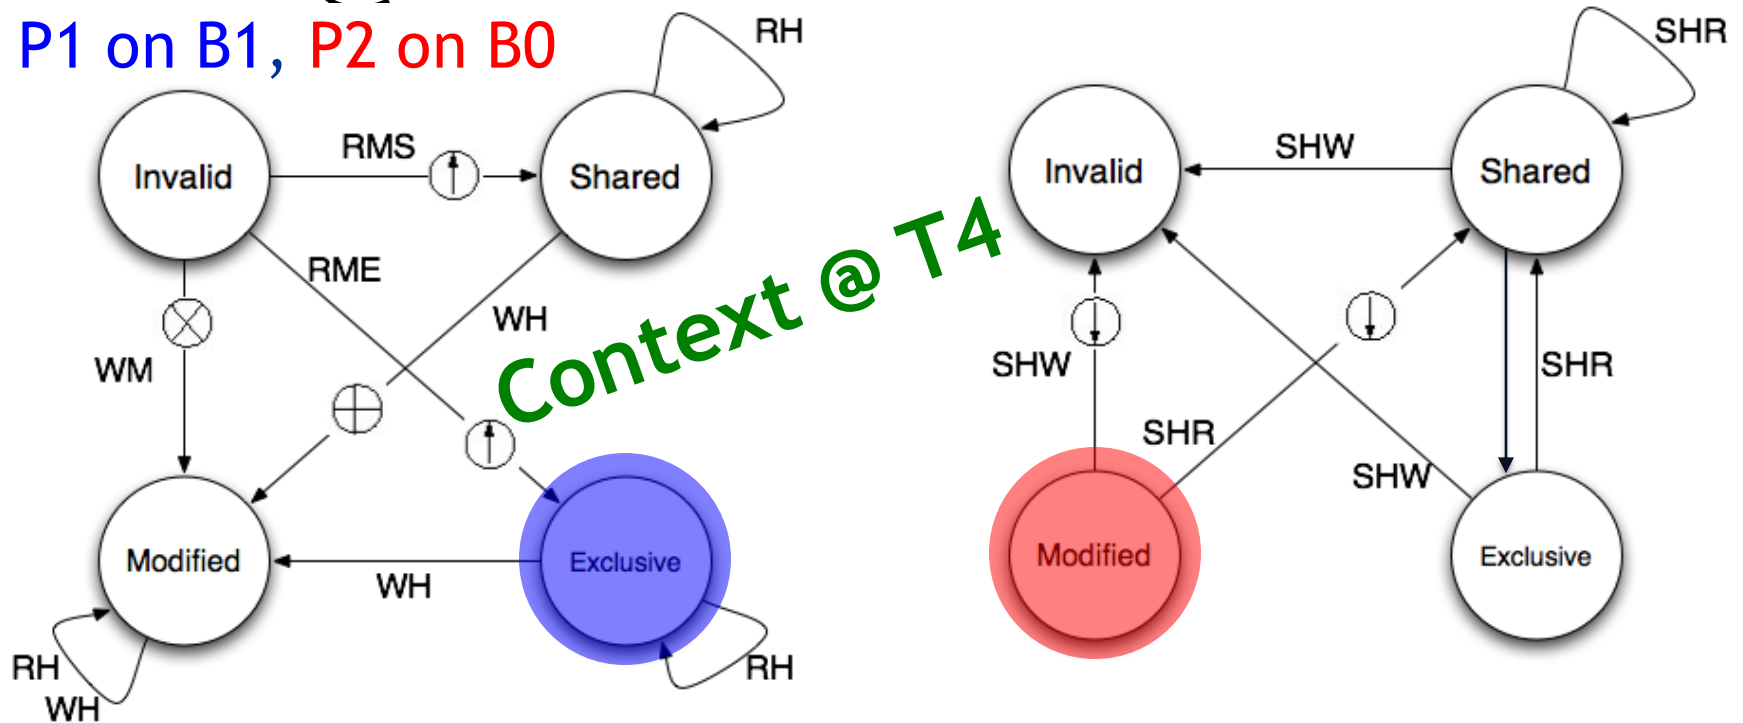 P1 on B1, P2 on B0
RH
SHR
RMS
SHW
Invalid
Shared
Invalid
Shared
RME
Context @ T4
WH
WM
SHW
SHR
SHR
SHW
Modified
Exclusive
Modified
Exclusive
WH
RH
WH
RH